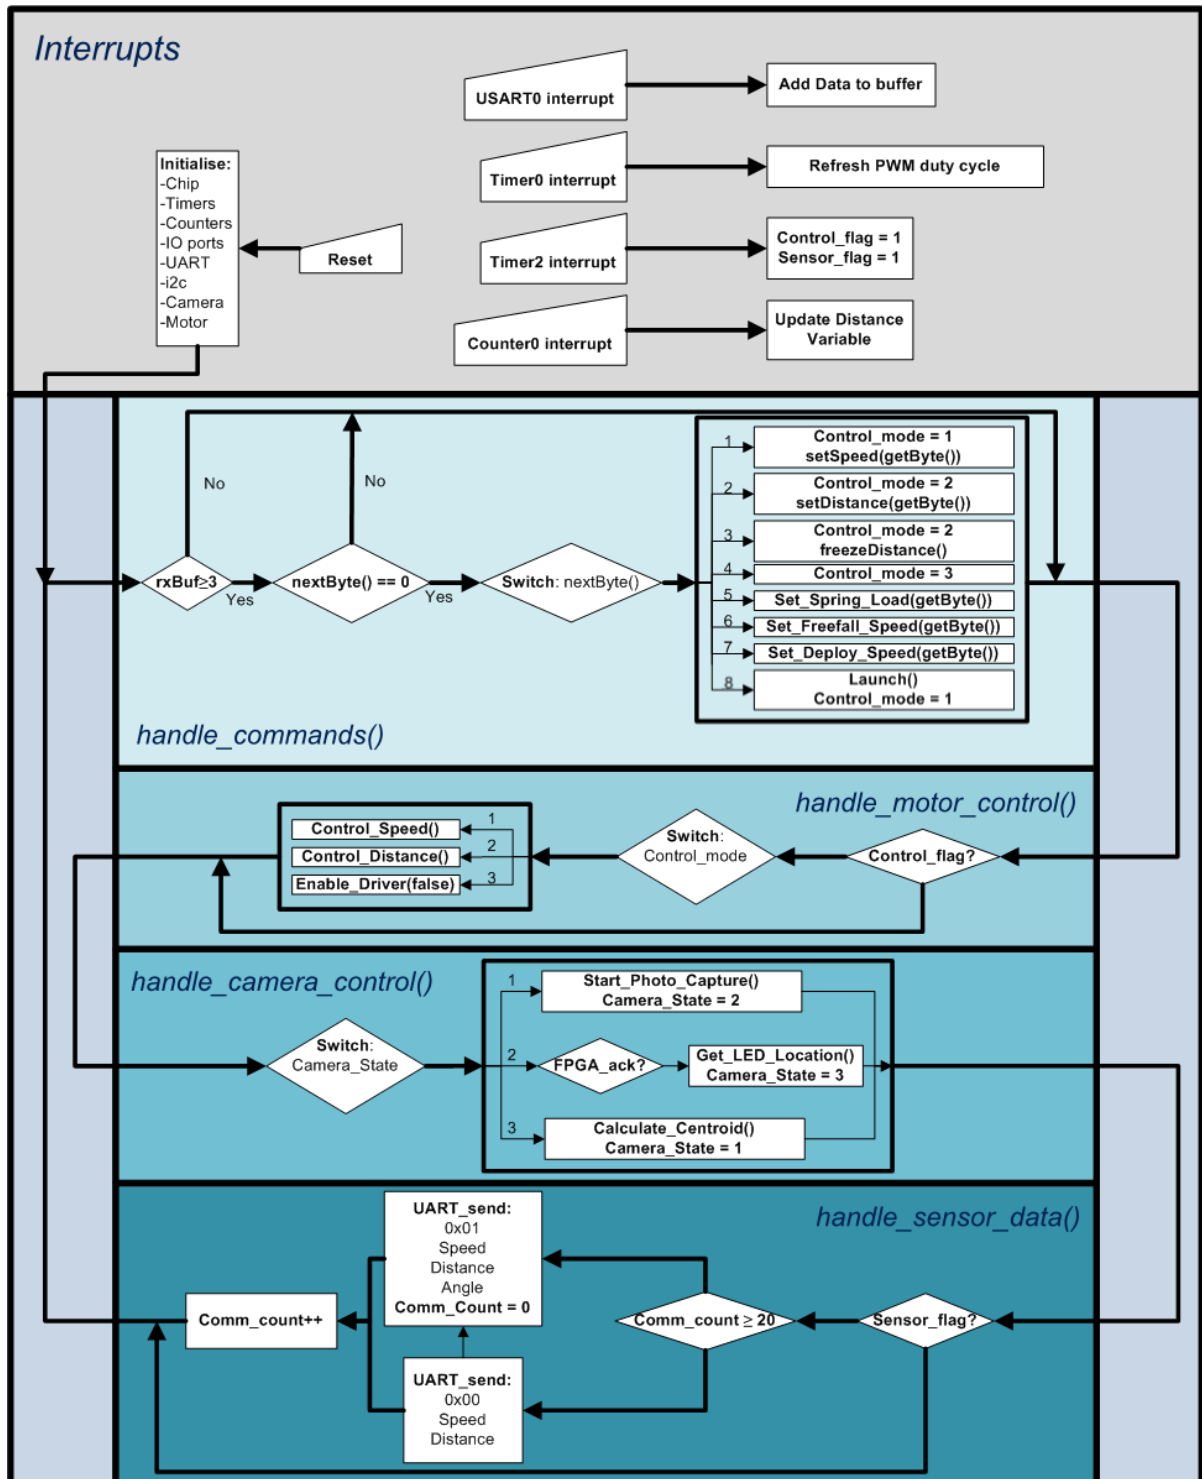 Interrupts
USART0 interrupt
Add Data to buffer
Initialise:
-Chip
-Timers
-Counters
-IO ports
-UART
-i2c
-Camera
-Motor
Reset
Timer0 interrupt
Refresh PWM duty cycle
Timer2 interrupt
Control_flag = 1
Sensor_flag = 1
Counter0 interrupt
Update Distance
Variable
No
No
rxBuf≥3
Yes
nextByte() == 0
Yes
Switch: nextByte()
1
Control_mode = 1
setSpeed(getByte())
2
Control_mode = 2
setDistance(getByte())
3
Control_mode = 2
freezeDistance()
4
Control_mode = 3
5
Set_Spring_Load(getByte())
6
Set_Freefall_Speed(getByte())
7
Set_Deploy_Speed(getByte())
8
Launch()
Control_mode = 1
handle_commands()
handle_motor_control()
Control_flag?
Switch:
Control_mode
1
Control_Speed()
2
Control_Distance()
3
Enable_Driver(false)
handle_camera_control()
Switch:
Camera_State
1
Start_Photo_Capture()
Camera_State = 2
2
FPGA_ack?
Get_LED_Location()
Camera_State = 3
3
Calculate_Centroid()
Camera_State = 1
handle_sensor_data()
Sensor_flag?
Comm_count ≥ 20
UART_send:
0x01
Speed
Distance
Angle
Comm_Count = 0
UART_send:
0x00
Speed
Distance
Comm_count++